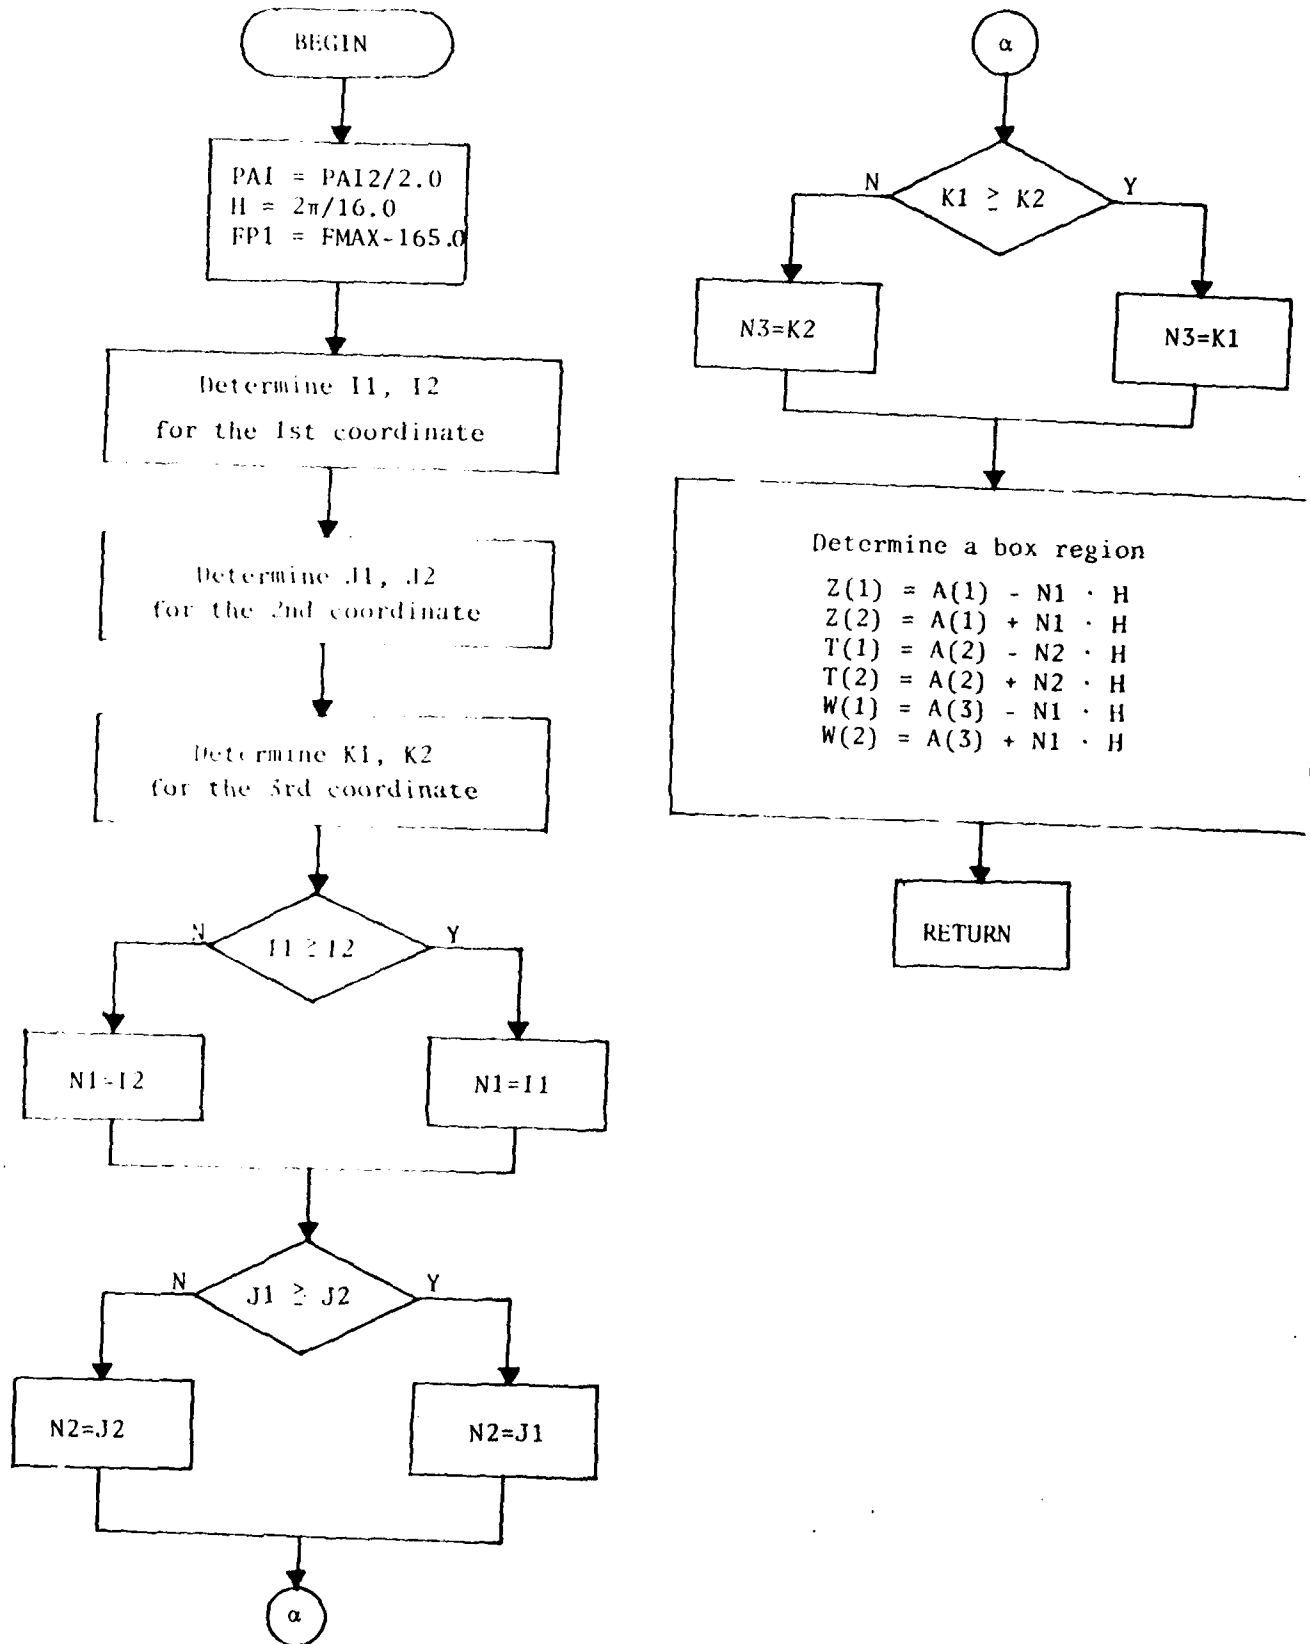 BEGIN
PAI = PAI2/2.0
H = 2π/16.0
FP1 = FMAX-165.0
Determine I1, I2
for the 1st coordinate
Determine J1, J2
for the 2nd coordinate
Determine K1, K2
for the 3rd coordinate
I1 ≥ I2
N
Y
N1=I2
N1=I1
J1 ≥ J2
N
Y
N2=J2
N2=J1
α
α
K1 ≥ K2
N
Y
N3=K2
N3=K1
Determine a box region
Z(1) = A(1) - N1 · H
Z(2) = A(1) + N1 · H
T(1) = A(2) - N2 · H
T(2) = A(2) + N2 · H
W(1) = A(3) - N1 · H
W(2) = A(3) + N1 · H
RETURN